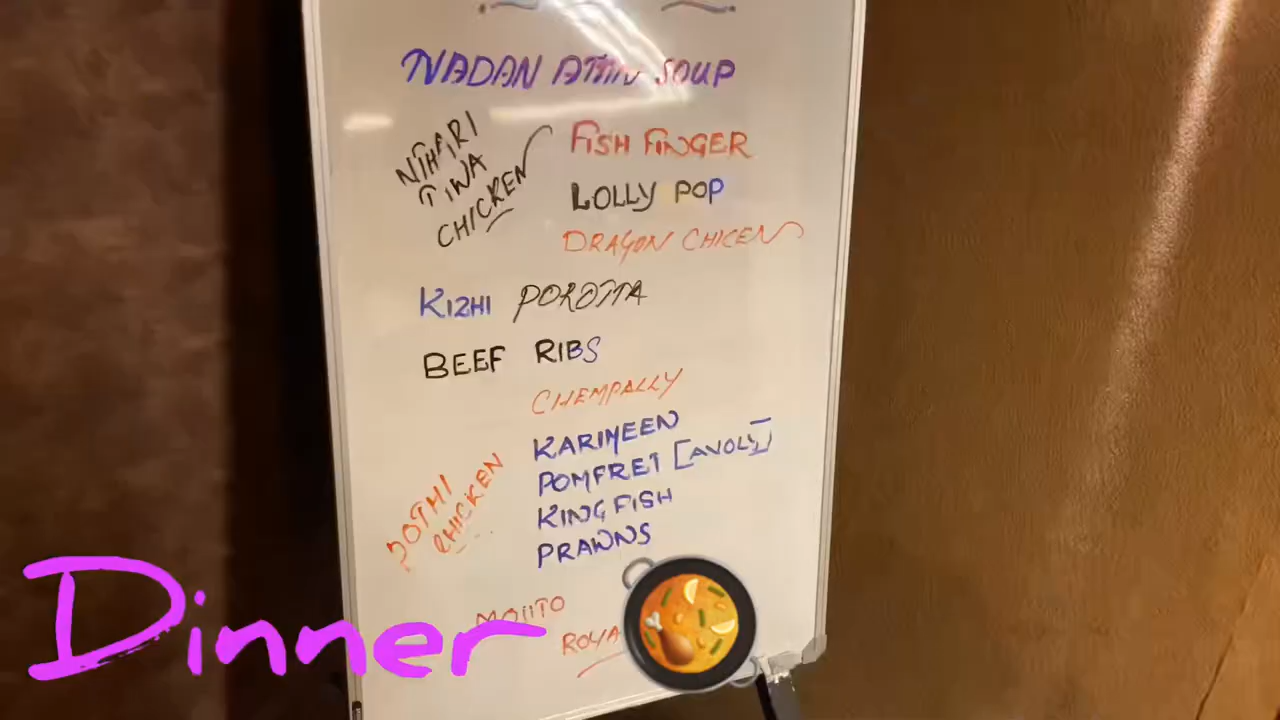 NADAN ATTIN SOUP
NIHARI
TIWA
CHICKEN
FISH FINGER
LOLLY POP
DRAGON CHICEN
KIZHI POROTTA
BEEF RIBS
CHEMPALLY
KARIMEEN
POMFRET [AVOLY]
KING FISH
PRAWNS
POTHI
CHICKEN
MOJITO
Dinner